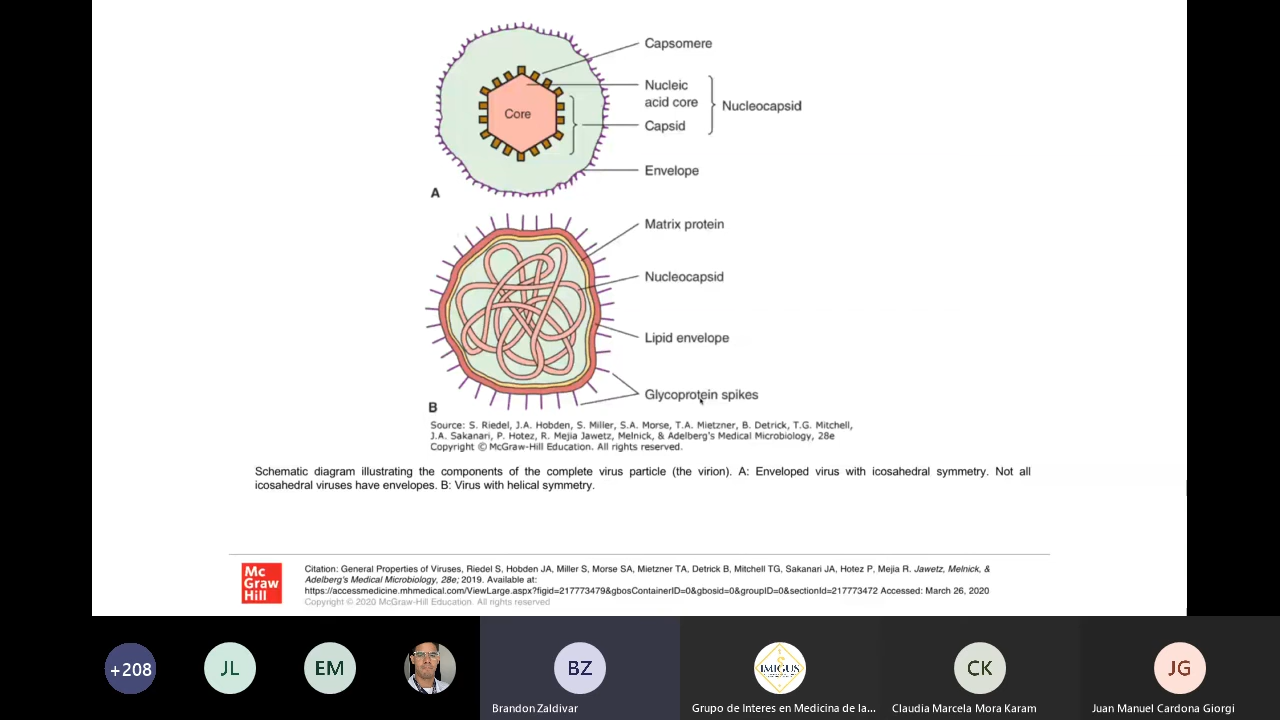 Capsomere
Nucleic
acid core
Nucleocapsid
Core
Capsid
Envelope
A
Matrix protein
Nucleocapsid
Lipid envelope
Glycoprotein spikes
B
Source: S. Riedel, J.A. Hobden, S. Miller, S.A. Morse, T.A. Mietzner, B. Detrick, T.G. Mitchell,
J.A. Sakanari, P. Hotez, R. Mejia Jawetz, Melnick, & Adelberg's Medical Microbiology, 28e
Copyright © McGraw-Hill Education. All rights reserved.
Schematic diagram illustrating the components of the complete virus particle (the virion). A: Enveloped virus with icosahedral symmetry. Not all
icosahedral viruses have envelopes. B: Virus with helical symmetry.
Mc
Graw
Hill
Citation: General Properties of Viruses, Riedel S, Hobden JA, Miller S, Morse SA, Mietzner TA, Detrick B, Mitchell TG, Sakanari JA, Hotez P, Mejia R. Jawetz, Melnick, &
Adelberg's Medical Microbiology, 28e; 2019. Available at:
https://accessmedicine.mhmedical.com/ViewLarge.aspx?figid=217773479&gbosContainerID=0&gbosid=0&groupID=0&sectionId=217773472 Accessed: March 26, 2020
Copyright © 2020 McGraw-Hill Education. All rights reserved
+208
JL
EM
BZ
IMIGUS
CK
JG
Brandon Zaldivar
Grupo de Interes en Medicina de la...
Claudia Marcela Mora Karam
Juan Manuel Cardona Giorgi